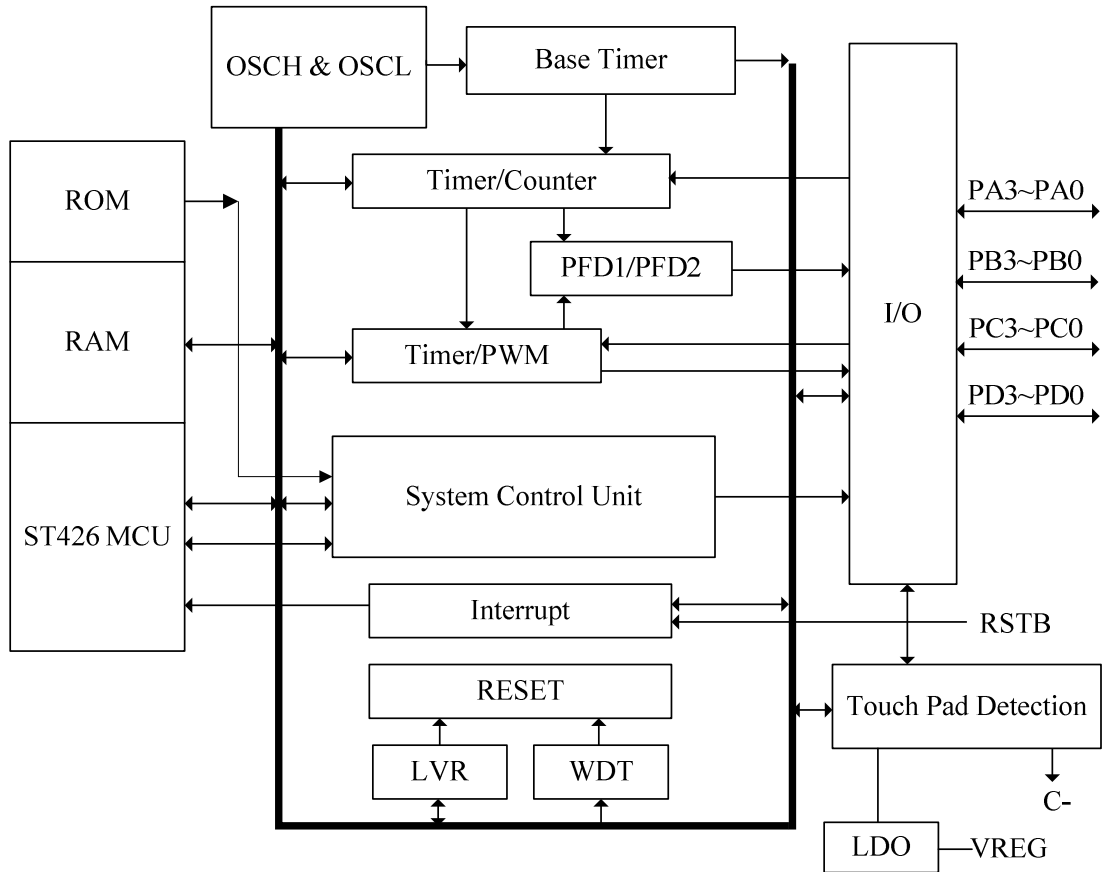 OSCH & OSCL
Base Timer
ROM
Timer/Counter
PA3~PA0
PFD1/PFD2
PB3~PB0
I/O
RAM
Timer/PWM
PC3~PC0
PD3~PD0
System Control Unit
ST426 MCU
Interrupt
RSTB
RESET
Touch Pad Detection
LVR
WDT
C-
LDO
VREG